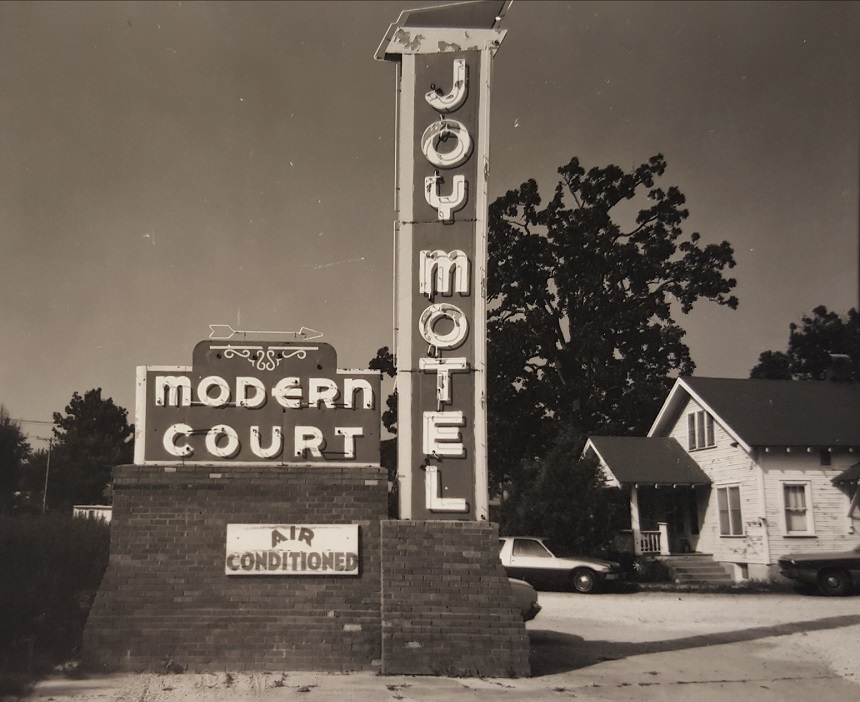 JOY MOTEL
MODERN
COURT
AIR
CONDITIONED